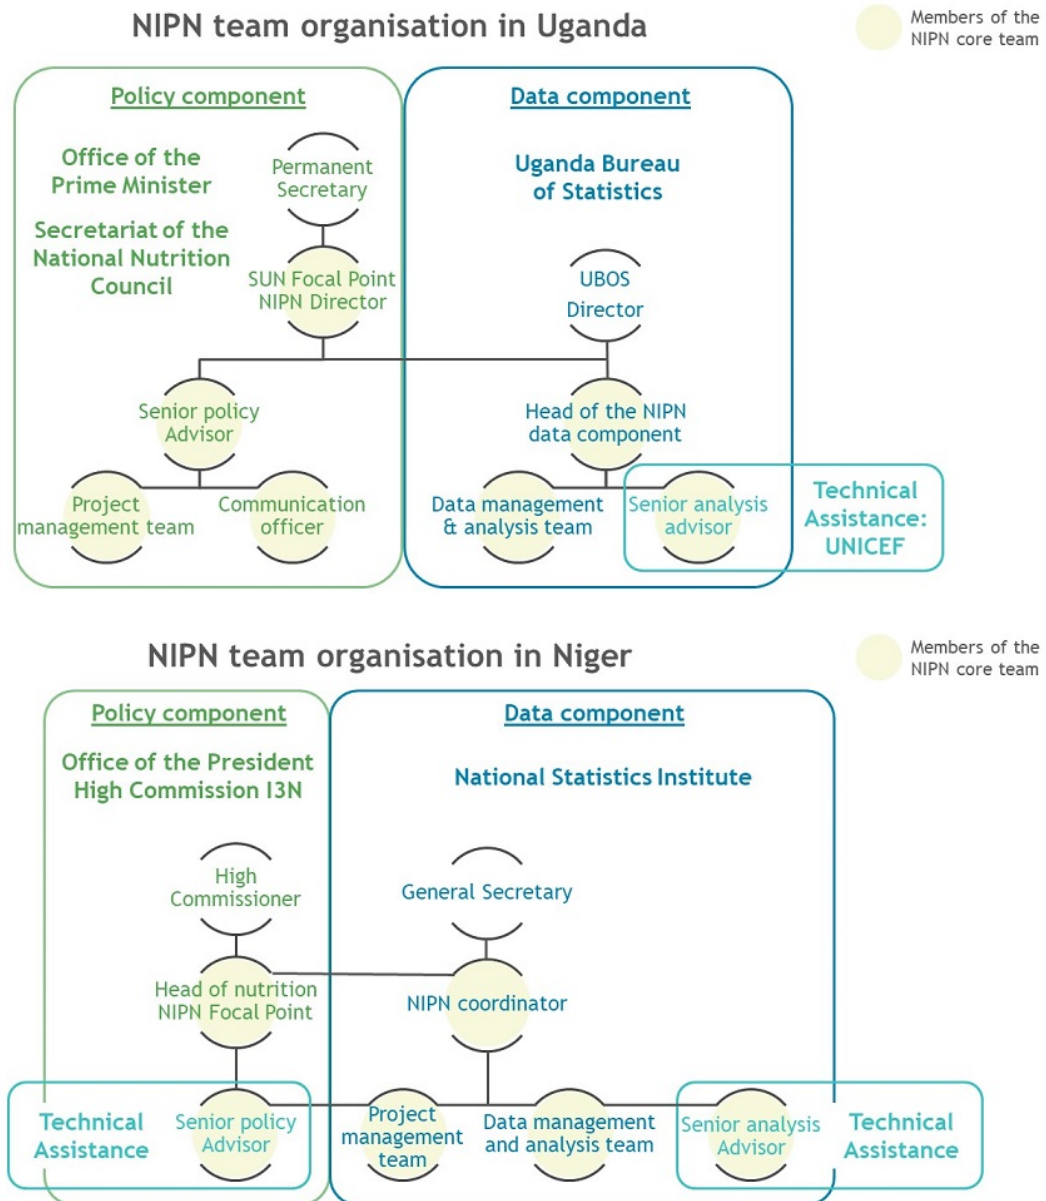 NIPN team organisation in Uganda
Members of the
NIPN core team
Policy component
Office of the
Prime Minister
Secretariat of the
National Nutrition
Council
Permanent
Secretary
SUN Focal Point
NIPN Director
Senior policy
Advisor
Project
management team
Communication
officer
Data component
Uganda Bureau
of Statistics
UBOS
Director
Head of the NIPN
data component
Data management
& analysis team
Senior analysis
advisor
Technical
Assistance:
UNICEF
NIPN team organisation in Niger
Members of the
NIPN core team
Policy component
Office of the President
High Commission I3N
High
Commissioner
Head of nutrition
NIPN Focal Point
Technical
Assistance
Senior policy
Advisor
Data component
National Statistics Institute
General Secretary
NIPN coordinator
Project
management
team
Data management
and analysis team
Senior analysis
Advisor
Technical
Assistance